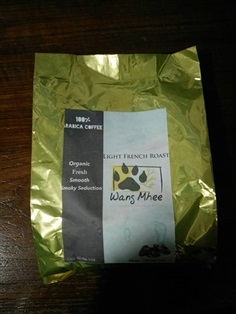 100%
ARABICA COFFEE
LIGHT FRENCH ROAST
Organic
Fresh
Smooth
Smoky Seduction
Wang Mhee